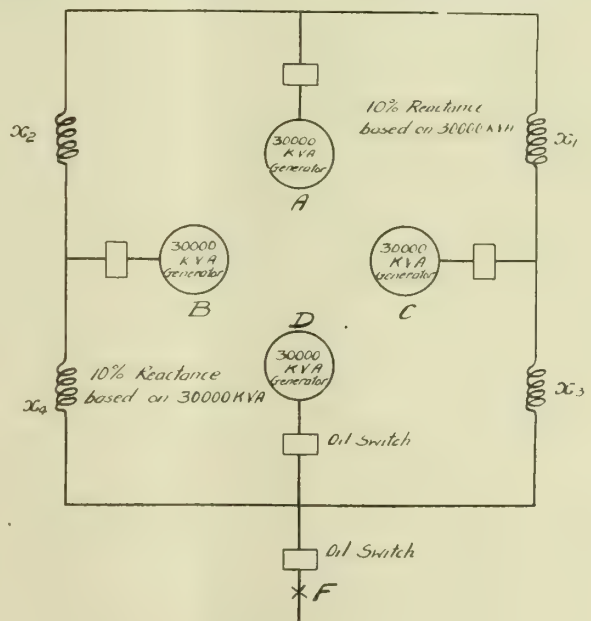 30000
KVA
Generator
A
10% Reactance
based on 30000 KVA
x₂
x₁
30000
KVA
Generator
B
30000
KVA
Generator
C
D
30000
KVA
Generator
10% Reactance
based on 30000 KVA
x₄
x₃
Oil Switch
Oil Switch
F